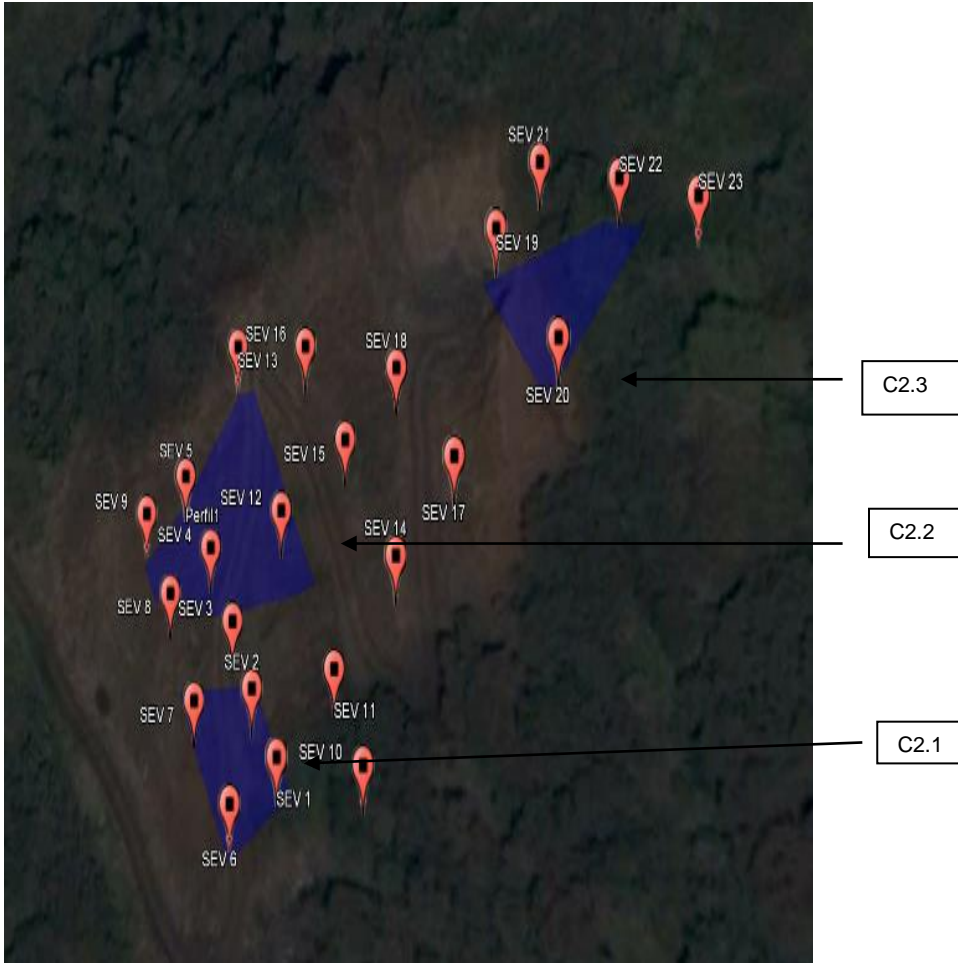 SEV 21
SEV 22
SEV 23
SEV 19
SEV 16
SEV 13
SEV 18
C2.3
SEV 20
SEV 5
SEV 15
SEV 9
SEV 12
SEV 17
Perfil1
SEV 4
SEV 14
C2.2
SEV 8
SEV 3
SEV 2
SEV 7
SEV 11
SEV 10
C2.1
SEV 1
SEV 6